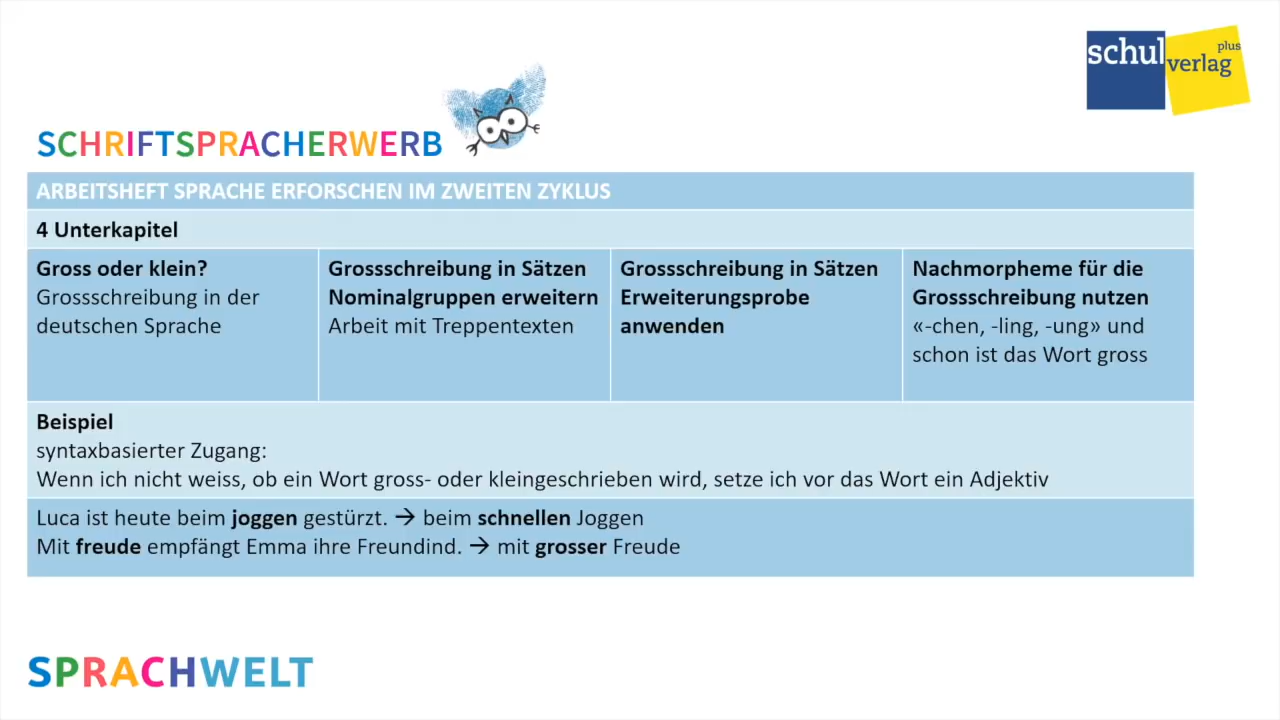 schul
plus
verlag
SCHRIFTSPRACHERWERB
ARBEITSHEFT SPRACHE ERFORSCHEN IM ZWEITEN ZYKLUS
4 Unterkapitel
Gross oder klein?
Grossschreibung in der
deutschen Sprache
Grossschreibung in Sätzen
Nominalgruppen erweitern
Arbeit mit Treppentexten
Grossschreibung in Sätzen
Erweiterungsprobe
anwenden
Nachmorpheme für die
Grossschreibung nutzen
«-chen, -ling, -ung» und
schon ist das Wort gross
Beispiel
syntaxbasierter Zugang:
Wenn ich nicht weiss, ob ein Wort gross- oder kleingeschrieben wird, setze ich vor das Wort ein Adjektiv
Luca ist heute beim joggen gestürzt. → beim schnellen Joggen
Mit freude empfängt Emma ihre Freundind. → mit grosser Freude
SPRACHWELT